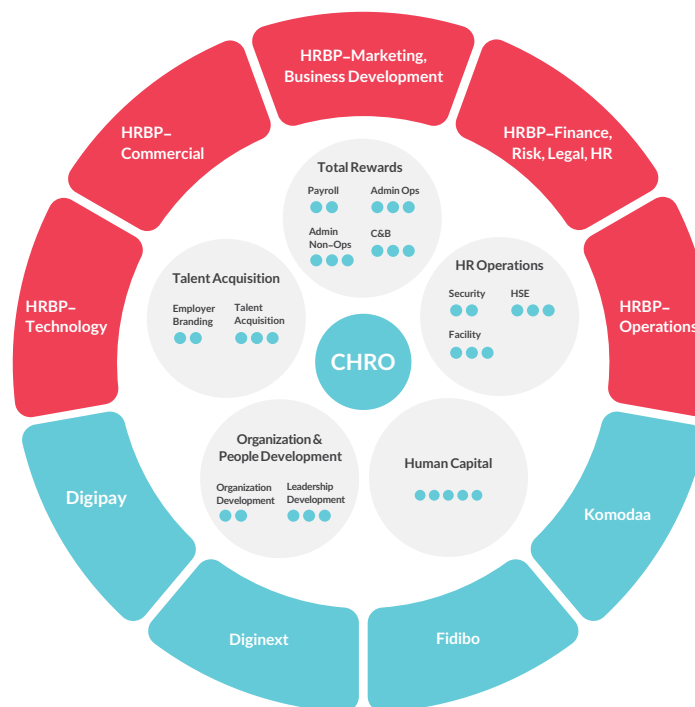 HRBP–Marketing,
Business Development
HRBP–
Commercial
HRBP–Finance,
Risk, Legal, HR
HRBP–
Technology
HRBP–
Operations
Total Rewards
Payroll
Admin Ops
Admin
Non–Ops
C&B
Talent Acquisition
Employer
Branding
Talent
Acquisition
HR Operations
Security
HSE
Facility
CHRO
Organization &
People Development
Organization
Development
Leadership
Development
Human Capital
Digipay
Komodaa
Diginext
Fidibo